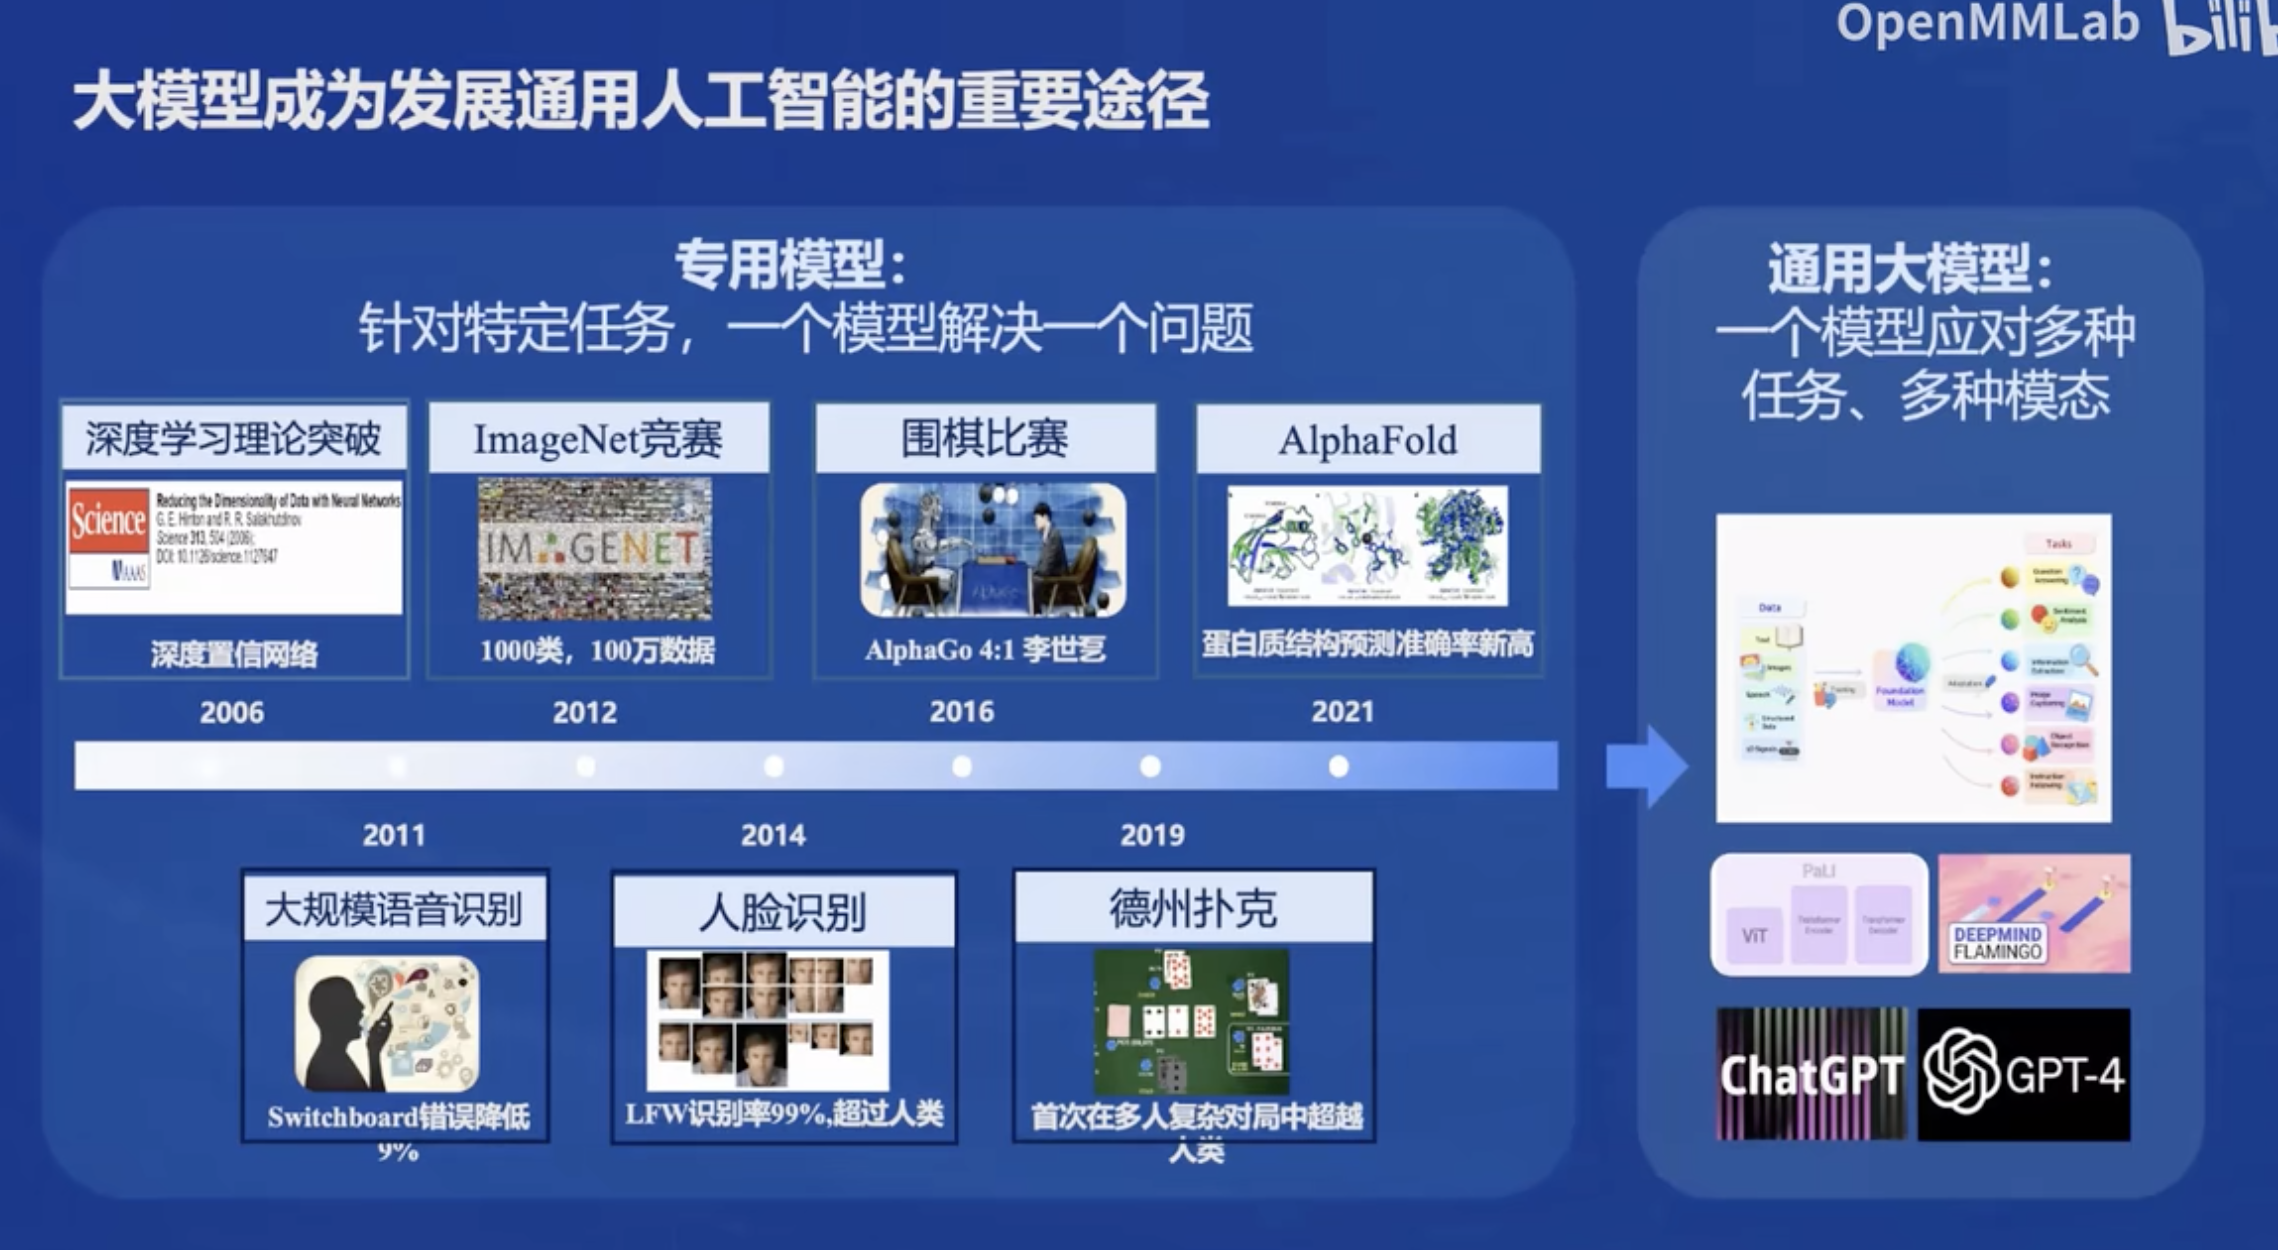 OpenMMLab bilib
大模型成为发展通用人工智能的重要途径
专用模型：
针对特定任务，一个模型解决一个问题
深度学习理论突破
Science
AAAS
Reducing the Dimensionality of Data with Neural Networks
G. E. Hinton and R. R. Salakhutdinov
Science 313, 504 (2006);
DOI: 10.1126/science.1127647
深度置信网络
2006
ImageNet竞赛
IMAGENET
1000类，100万数据
2012
围棋比赛
AlphaGo 4:1 李世乭
2016
AlphaFold
蛋白质结构预测准确率新高
2021
2011
大规模语音识别
Switchboard错误降低
9%
2014
人脸识别
LFW识别率99%,超过人类
2019
德州扑克
首次在多人复杂对局中超越
人类
通用大模型：
一个模型应对多种
任务、多种模态
Data
Text
Images
Speech
Structured
Data
3D Signals
Training
Foundation
Model
Adaptation
Tasks
Question
Answering
Sentiment
Analysis
Information
Extraction
Image
Captioning
Object
Recognition
Instruction
Following
PaLI
ViT
Transformer
Encoder
Transformer
Decoder
DEEPMIND
FLAMINGO
ChatGPT
GPT-4